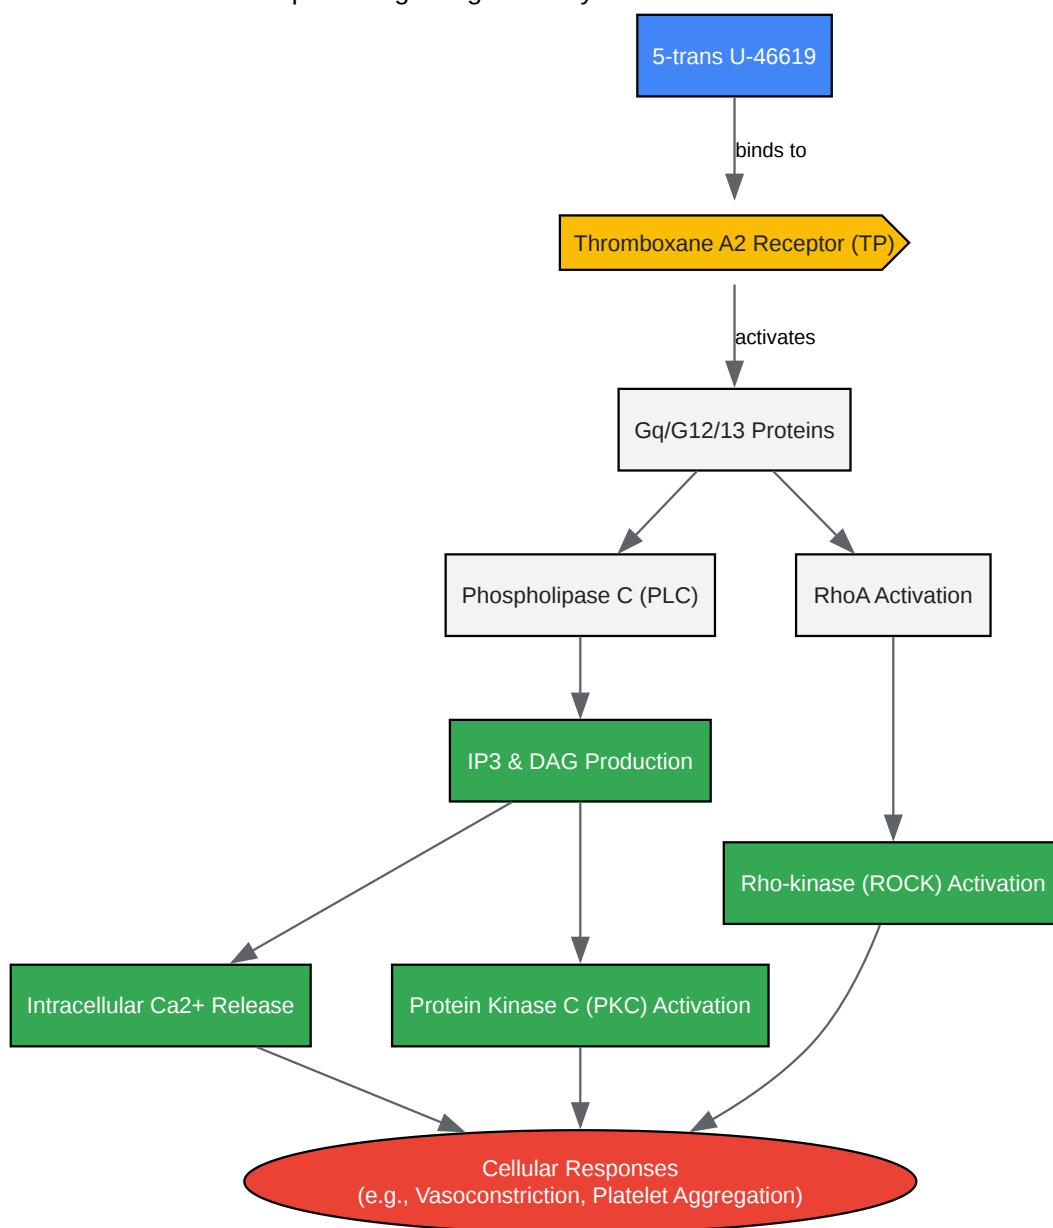 5-trans U-46619
binds to
Thromboxane A2 Receptor (TP)
activates
Gq/G12/13 Proteins
Phospholipase C (PLC)
RhoA Activation
IP3 & DAG Production
Rho-kinase (ROCK) Activation
Intracellular Ca2+ Release
Protein Kinase C (PKC) Activation
Cellular Responses
(e.g., Vasoconstriction, Platelet Aggregation)